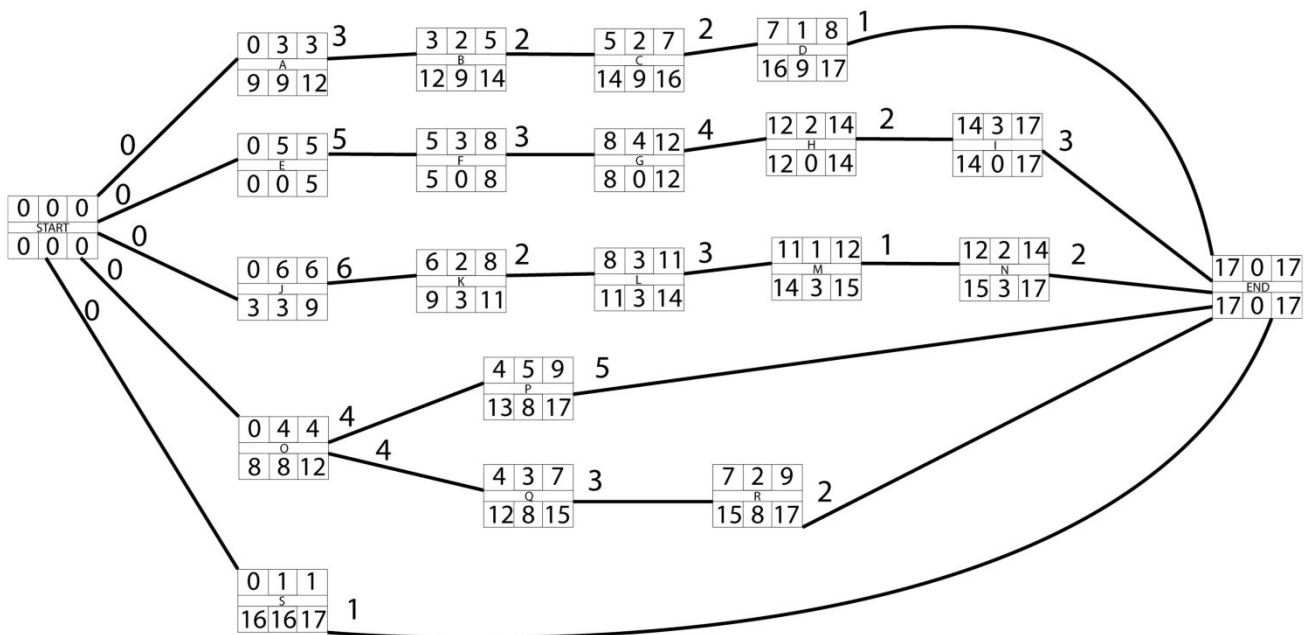 0 0 0
START
0 0 0
0
0
0
0
0
0 3 3
A
9 9 12
3
3 2 5
B
12 9 14
2
5 2 7
C
14 9 16
2
7 1 8
D
16 9 17
1
0 5 5
E
0 0 5
5
5 3 8
F
5 0 8
3
8 4 12
G
8 0 12
4
12 2 14
H
12 0 14
2
14 3 17
I
14 0 17
3
0 6 6
J
3 3 9
6
6 2 8
K
9 3 11
2
8 3 11
L
11 3 14
3
11 1 12
M
14 3 15
1
12 2 14
N
15 3 17
2
0 4 4
O
8 8 12
4
4
4 5 9
P
13 8 17
5
4 3 7
Q
12 8 15
3
7 2 9
R
15 8 17
2
0 1 1
S
16 16 17
1
17 0 17
END
17 0 17